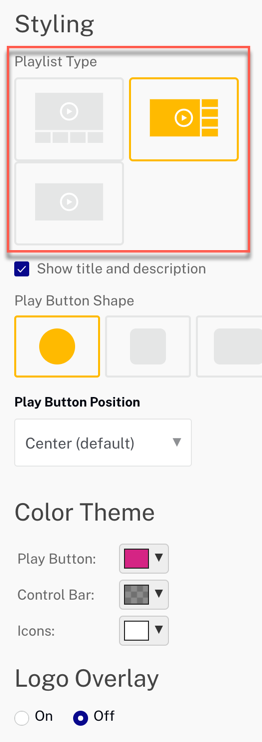 Styling
Playlist Type
Show title and description
Play Button Shape
Play Button Position
Center (default)
Color Theme
Play Button:
Control Bar:
Icons:
Logo Overlay
On Off